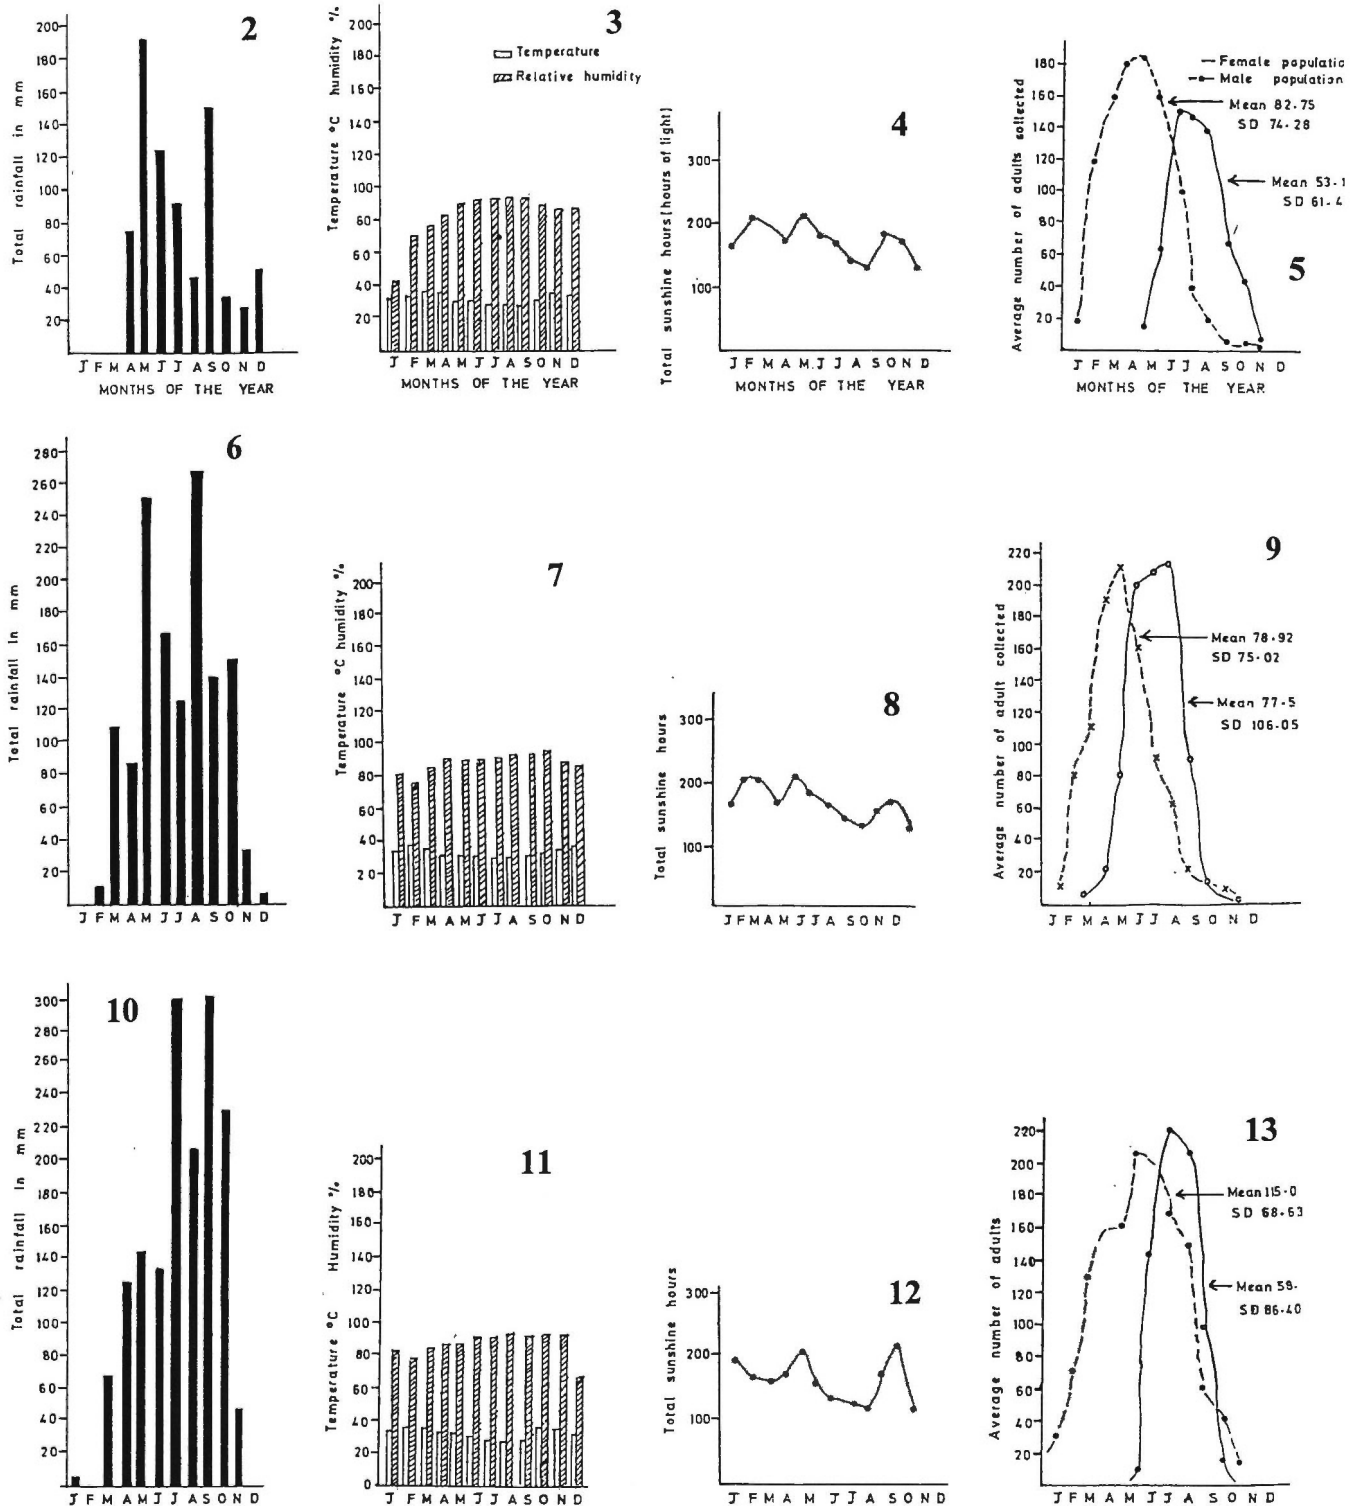 2
Total rainfall in mm
200
180
160
140
120
100
80
60
40
20
J F M A M J J A S O N D
MONTHS OF THE YEAR
3
Temperature °C humidity %
Temperature
Relative humidity
200
180
160
140
120
100
80
60
40
20
J F M A M J J A S O N D
MONTHS OF THE YEAR
4
Total sunshine hours (hours of light)
300
200
100
J F M A M J J A S O N D
MONTHS OF THE YEAR
5
Average number of adults collected
Female populatio
Male population
Mean 82·75
SD 74·28
Mean 53·1
SD 61·4
180
160
140
120
100
80
60
40
20
J F M A M J J A S O N D
MONTHS OF THE YEAR
6
Total rainfall in mm
280
260
240
220
200
180
160
140
120
100
80
60
40
20
J F M A M J J A S O N D
7
Temperature °C humidity %
200
180
160
140
120
100
80
60
40
20
J F M A M J J A S O N D
8
Total sunshine hours
300
200
100
J F M A M J J A S O N D
9
Average number of adult collected
Mean 78·92
SD 75·02
Mean 77·5
SD 106·05
220
200
180
160
140
120
100
80
60
40
20
J F M A M J J A S O N D
10
Total rainfall in mm
300
280
260
240
220
200
180
160
140
120
100
80
60
40
20
J F M A M J J A S O N D
11
Temperature °C Humidity %
200
180
160
140
120
100
80
60
40
20
0
J F M A M J J A S O N D
12
Total sunshine hours
300
200
100
J F M A M J J A S O N D
13
Average number of adults
Mean 115·0
SD 68·63
Mean 59·
SD 86·40
220
200
180
160
140
120
100
80
60
40
20
J F M A M J J A S O N D